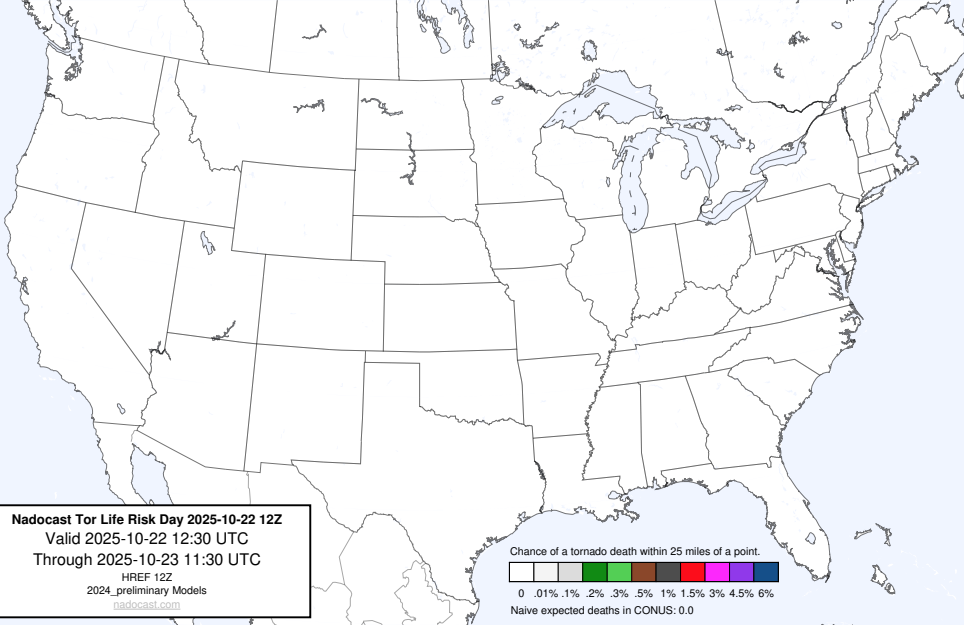 Nadocast Tor Life Risk Day 2025-10-22 12Z
Valid 2025-10-22 12:30 UTC
Through 2025-10-23 11:30 UTC
HREF 12Z
2024_preliminary Models
nadocast.com
Chance of a tornado death within 25 miles of a point.
0 .01% .1% .2% .3% .5% 1% 1.5% 3% 4.5% 6%
Naive expected deaths in CONUS: 0.0